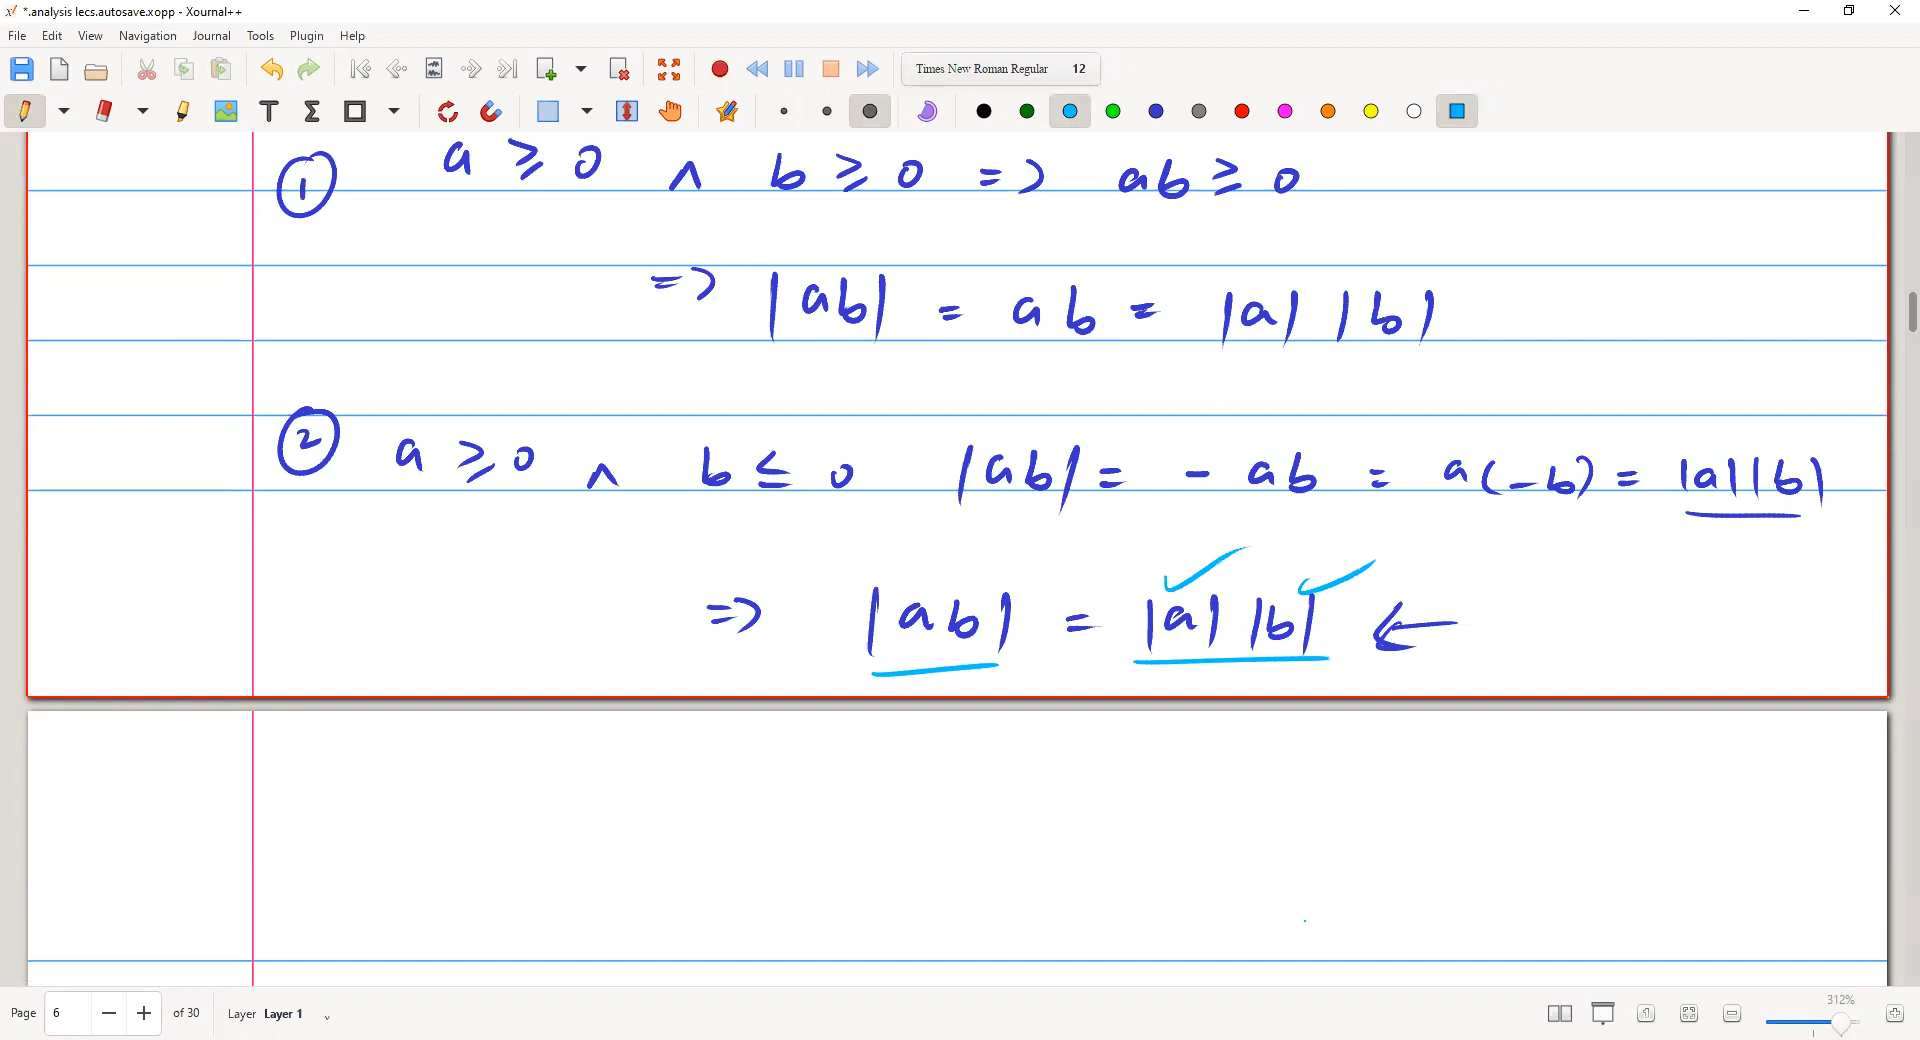 *.analysis lecs.autosave.xopp - Xournal++
File Edit View Navigation Journal Tools Plugin Help
Times New Roman Regular 12
① a ≥ 0 ∧ b ≥ 0 => ab ≥ 0
=> |ab| = ab = |a| |b|
② a ≥ 0 ∧ b ≤ 0 |ab| = - ab = a(-b) = |a||b|
=> |ab| = |a| |b| ←
Page 6 of 30 Layer Layer 1 312%